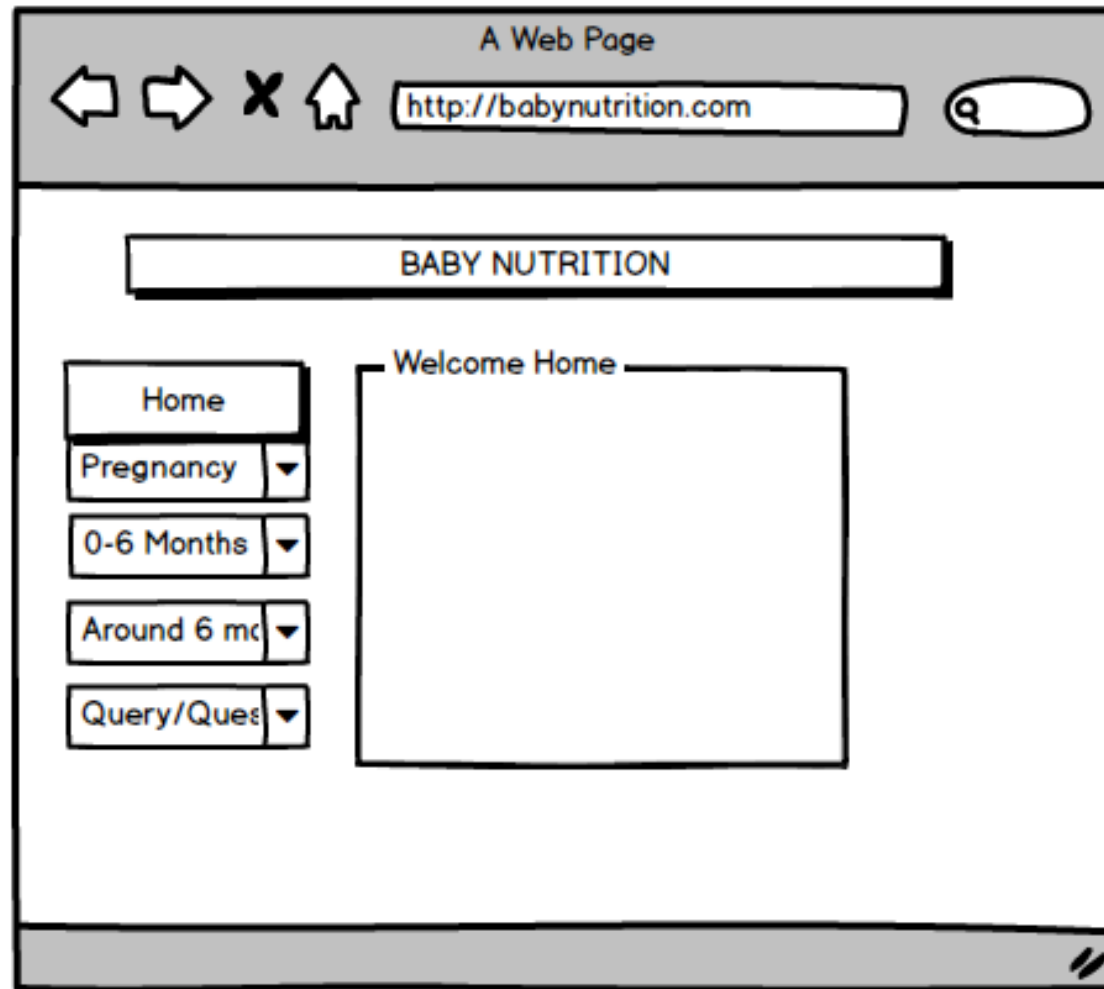 A Web Page
http://babynutrition.com
BABY NUTRITION
Home
Welcome Home
Pregnancy
0-6 Months
Around 6 mo
Query/Ques